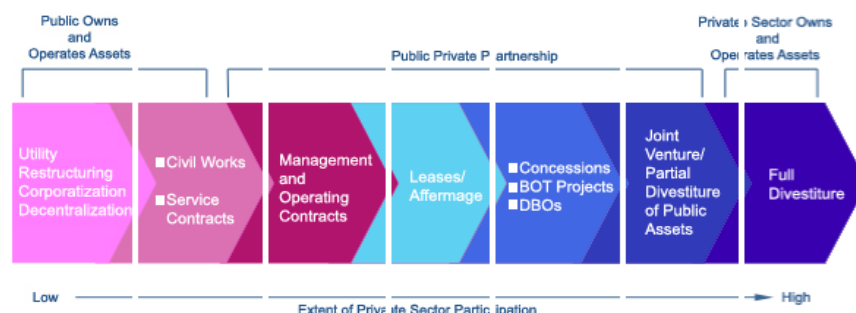 Public Owns
and
Operates Assets
Public Private Partnership
Private Sector Owns
and
Operates Assets
Utility
Restructuring
Corporatization
Decentralization
Civil Works
Service
Contracts
Management
and
Operating
Contracts
Leases/
Affermage
Concessions
BOT Projects
DBOs
Joint
Venture/
Partial
Divestiture
of Public
Assets
Full
Divestiture
Low
High
Extent of Private Sector Participation